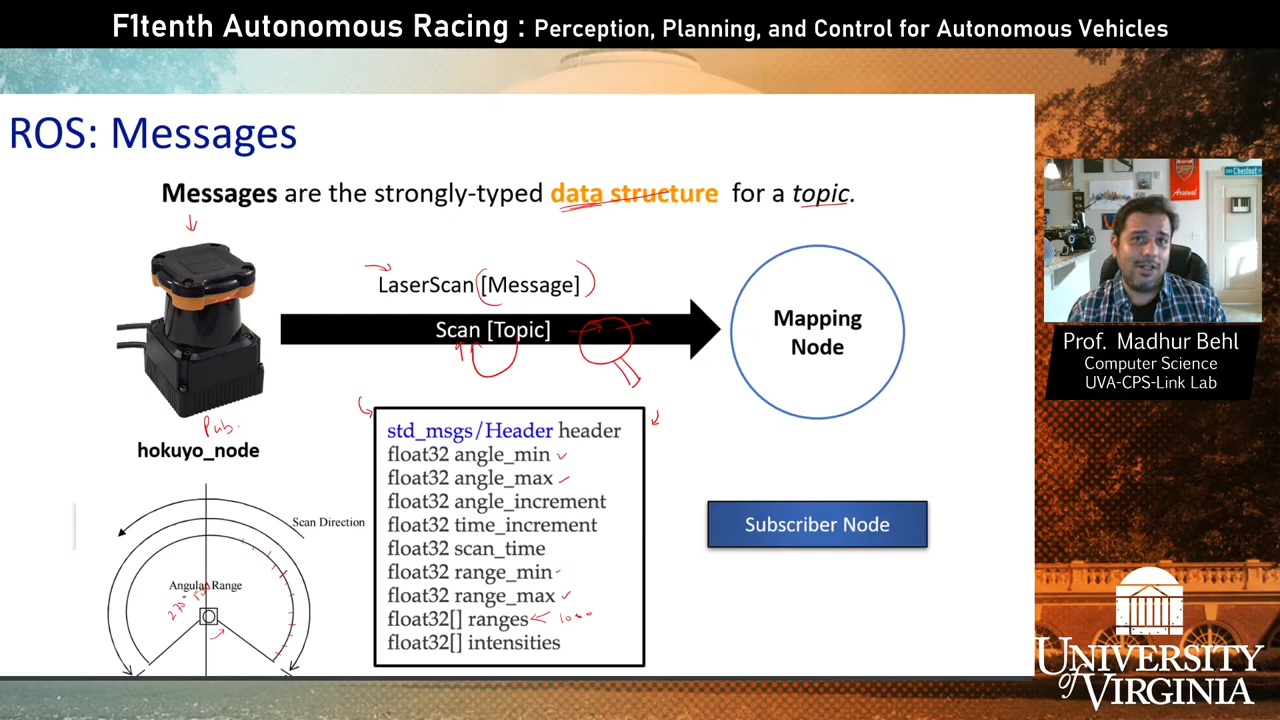 F1tenth Autonomous Racing : Perception, Planning, and Control for Autonomous Vehicles
ROS: Messages
Messages are the strongly-typed data structure for a topic.
LaserScan [Message]
Scan [Topic]
Mapping
Node
Pub.
hokuyo_node
std_msgs/Header header
float32 angle_min
float32 angle_max
float32 angle_increment
float32 time_increment
float32 scan_time
float32 range_min
float32 range_max
float32[] ranges
float32[] intensities
Scan Direction
Angular Range
270°
Subscriber Node
Chestnut
Arsenal
Prof. Madhur Behl
Computer Science
UVA-CPS-Link Lab
UNIVERSITY
of VIRGINIA